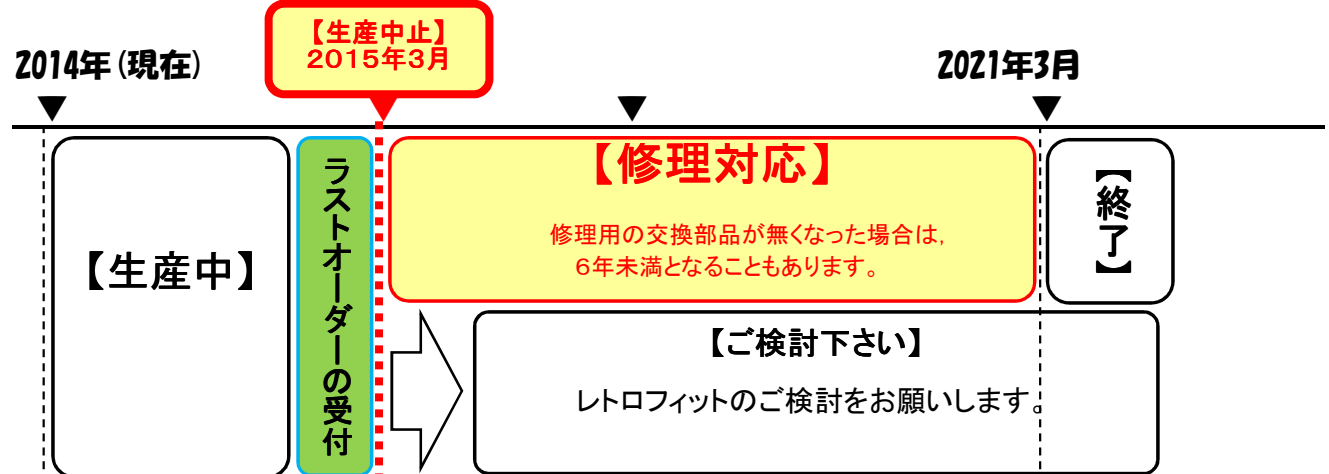 【生産中止】
2015年3月
2014年(現在)
2021年3月
【生産中】
ラストオーダーの受付
【修理対応】
修理用の交換部品が無くなった場合は,
6年未満となることもあります。
【終了】
【ご検討下さい】
レトロフィットのご検討をお願いします。